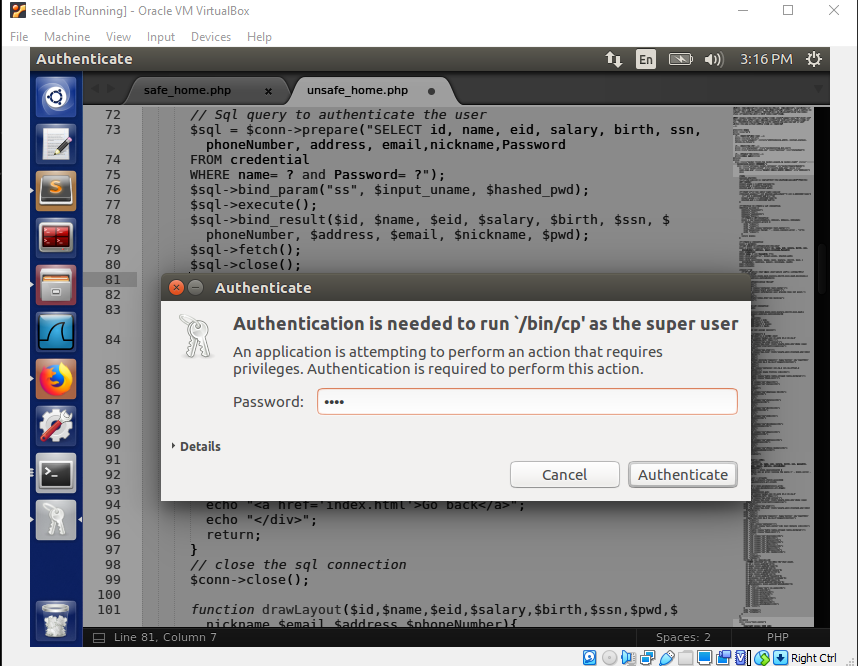 seedlab [Running] - Oracle VM VirtualBox
File Machine View Input Devices Help
Authenticate
En
3:16 PM
safe_home.php ×
unsafe_home.php
72 // Sql query to authenticate the user
73 $sql = $conn->prepare("SELECT id, name, eid, salary, birth, ssn,
phoneNumber, address, email,nickname,Password
74 FROM credential
75 WHERE name= ? and Password= ?");
76 $sql->bind_param("ss", $input_uname, $hashed_pwd);
77 $sql->execute();
78 $sql->bind_result($id, $name, $eid, $salary, $birth, $ssn, $
phoneNumber, $address, $email, $nickname, $pwd);
79 $sql->fetch();
80 $sql->close();
81
82
83
84
85
86
87
88
89
90
91
92
93
Authenticate
Authentication is needed to run `/bin/cp' as the super user
An application is attempting to perform an action that requires
privileges. Authentication is required to perform this action.
Password: ••••
Details
Cancel
Authenticate
94 echo "<a href='index.html'>Go back</a>";
95 echo "</div>";
96 return;
97 }
98 // close the sql connection
99 $conn->close();
100
101 function drawLayout($id,$name,$eid,$salary,$birth,$ssn,$pwd,$
nickname,$email,$address,$phoneNumber){
Line 81, Column 7
Spaces: 2
PHP
Right Ctrl